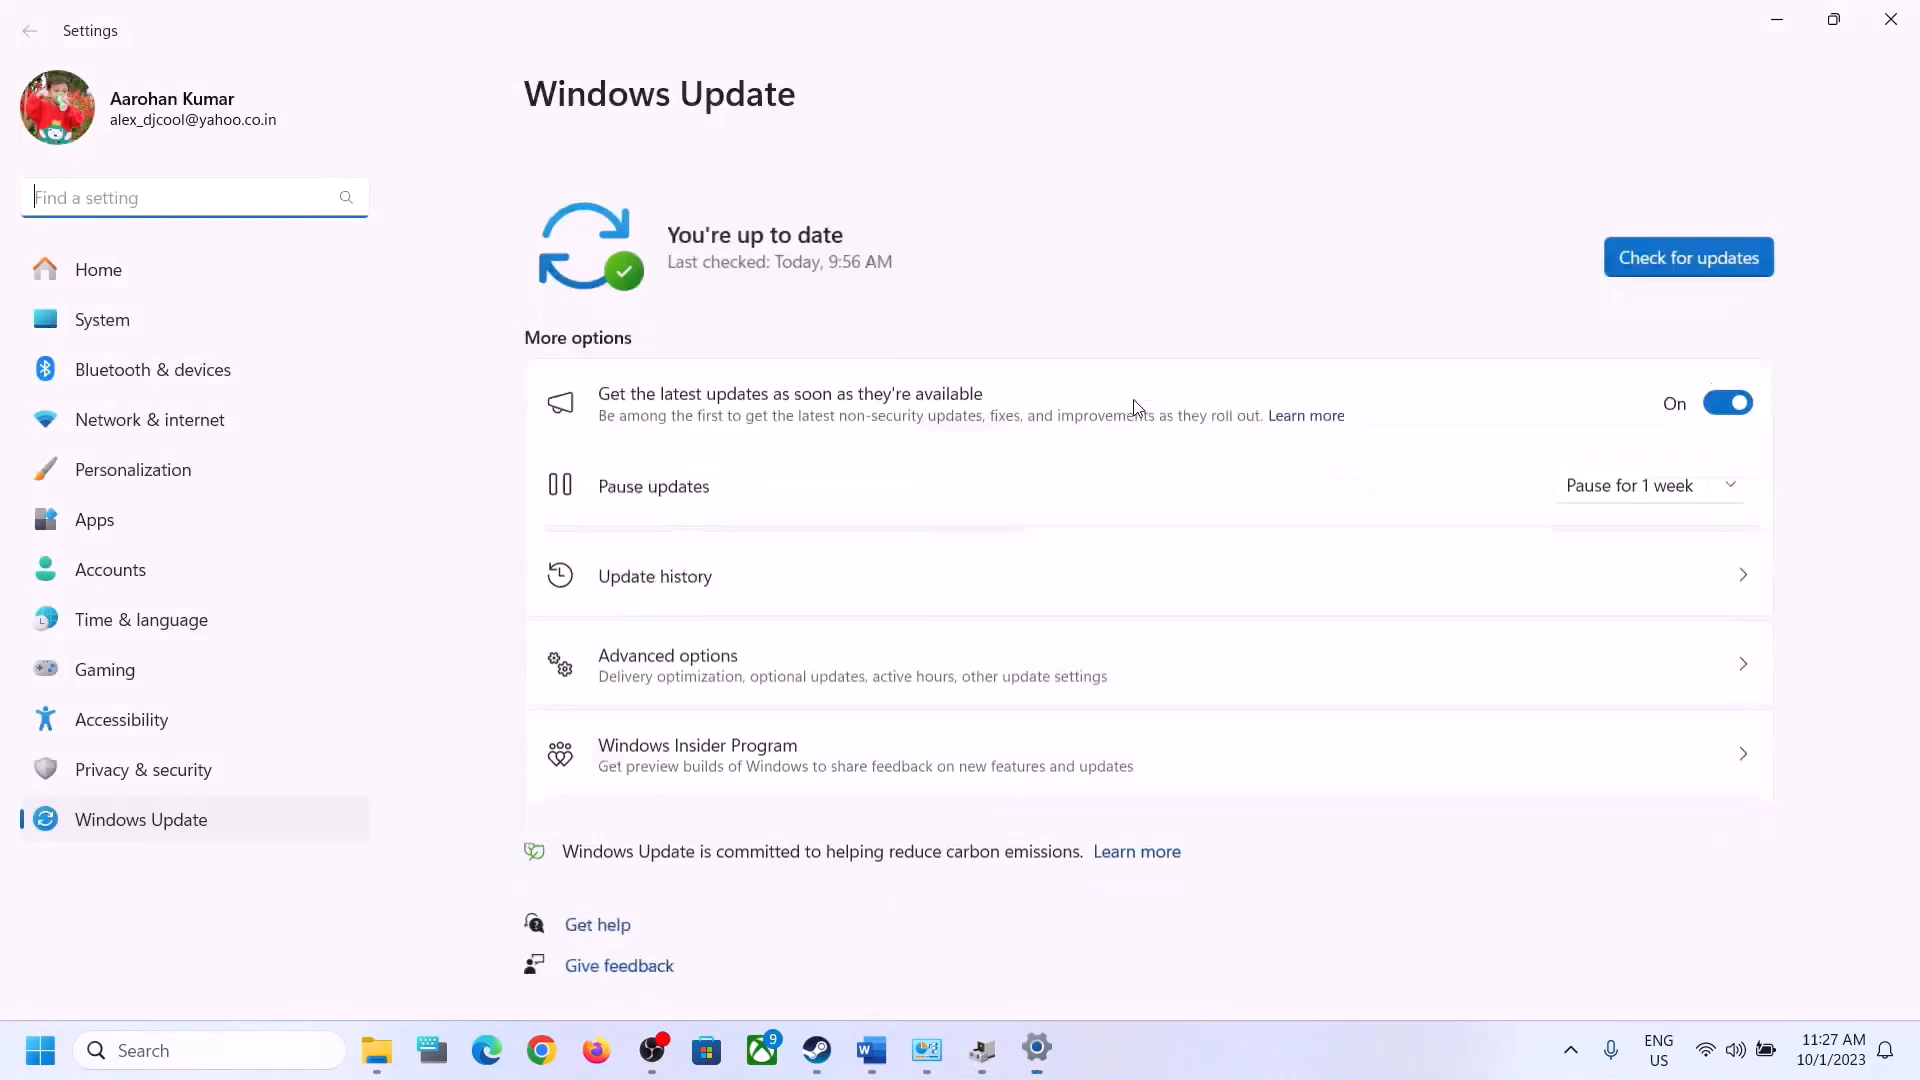 Settings
Aarohan Kumar
alex_djcool@yahoo.co.in
Find a setting
Home
System
Bluetooth & devices
Network & internet
Personalization
Apps
Accounts
Time & language
Gaming
Accessibility
Privacy & security
Windows Update
Windows Update
You're up to date
Last checked: Today, 9:56 AM
Check for updates
More options
Get the latest updates as soon as they're available
Be among the first to get the latest non-security updates, fixes, and improvements as they roll out. Learn more
On
Pause updates
Pause for 1 week
Update history
Advanced options
Delivery optimization, optional updates, active hours, other update settings
Windows Insider Program
Get preview builds of Windows to share feedback on new features and updates
Windows Update is committed to helping reduce carbon emissions. Learn more
Get help
Give feedback
Search
9
ENG
US
11:27 AM
10/1/2023